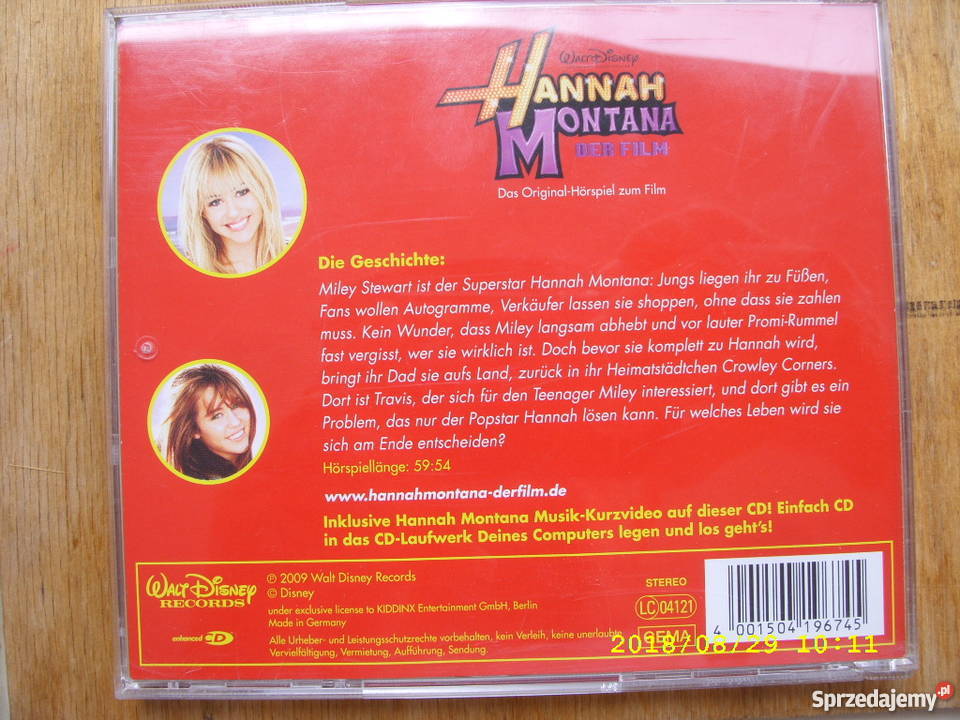 WALT DISNEY
HANNAH
MONTANA
DER FILM
Das Original-Hörspiel zum Film
Die Geschichte:
Miley Stewart ist der Superstar Hannah Montana: Jungs liegen ihr zu Füßen,
Fans wollen Autogramme, Verkäufer lassen sie shoppen, ohne dass sie zahlen
muss. Kein Wunder, dass Miley langsam abhebt und vor lauter Promi-Rummel
fast vergisst, wer sie wirklich ist. Doch bevor sie komplett zu Hannah wird,
bringt ihr Dad sie aufs Land, zurück in ihr Heimatstädtchen Crowley Corners.
Dort ist Travis, der sich für den Teenager Miley interessiert, und dort gibt es ein
Problem, das nur der Popstar Hannah lösen kann. Für welches Leben wird sie
sich am Ende entscheiden?
Hörspiellänge: 59:54
www.hannahmontana-derfilm.de
Inklusive Hannah Montana Musik-Kurzvideo auf dieser CD! Einfach CD
in das CD-Laufwerk Deines Computers legen und los geht's!
WALT DISNEY
RECORDS
enhanced CD
℗ 2009 Walt Disney Records
© Disney
under exclusive license to KIDDINX Entertainment GmbH, Berlin
Made in Germany
Alle Urheber- und Leistungsschutzrechte vorbehalten, kein Verleih, keine unerlaubte
Vervielfältigung, Vermietung, Aufführung, Sendung.
STEREO
LC 04121
GEMA
4 001504 196745
2018/08/29 10:11
Sprzedajemy.pl